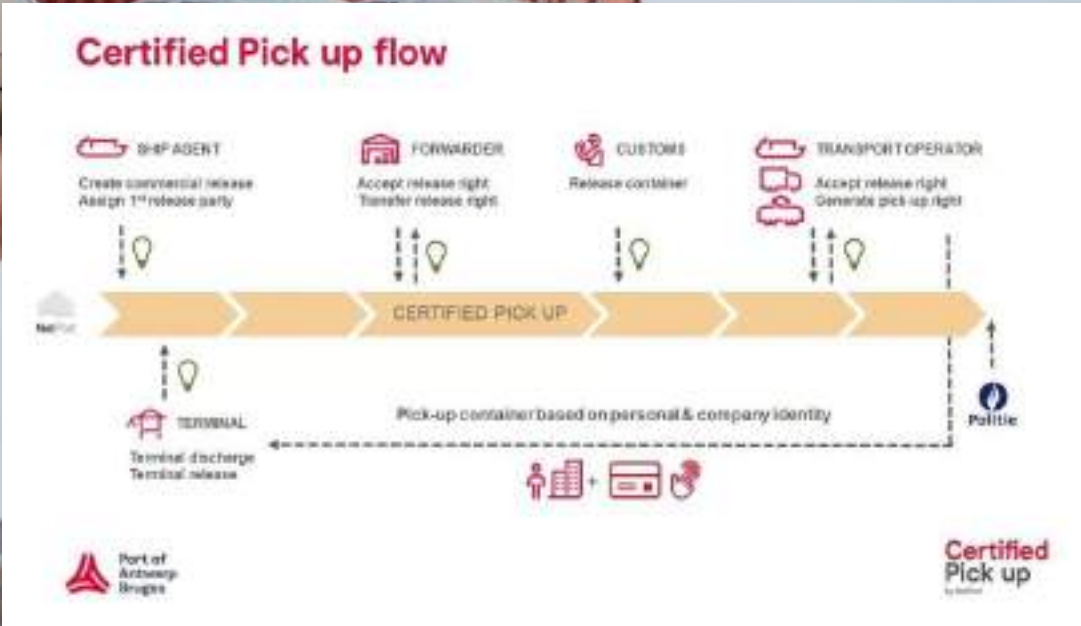 Certified Pick up flow
SHIP AGENT
Create commercial release
Assign 1st release party
FORWARDER
Accept release right
Transfer release right
CUSTOMS
Release container
TRANSPORT OPERATOR
Accept release right
Generate pick-up right
CERTIFIED PICK UP
TERMINAL
Terminal discharge
Terminal release
Pick-up container based on personal & company identity
+
Politie
Port of
Antwerp
Bruges
Certified
Pick up